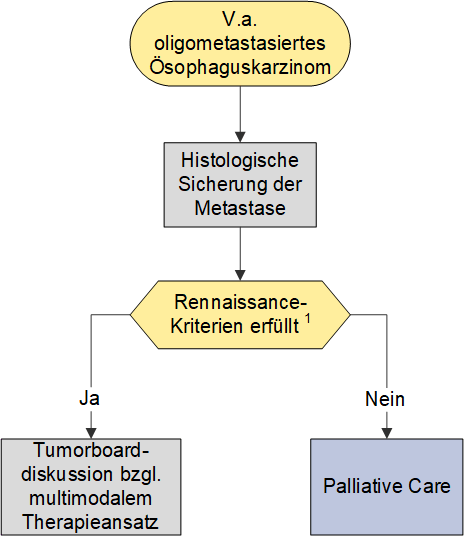 V.a.
oligometastasiertes
Ösophaguskarzinom
Histologische
Sicherung der
Metastase
Rennaissance-
Kriterien erfüllt 1
Ja
Nein
Tumorboard-
diskussion bzgl.
multimodalem
Therapieansatz
Palliative Care